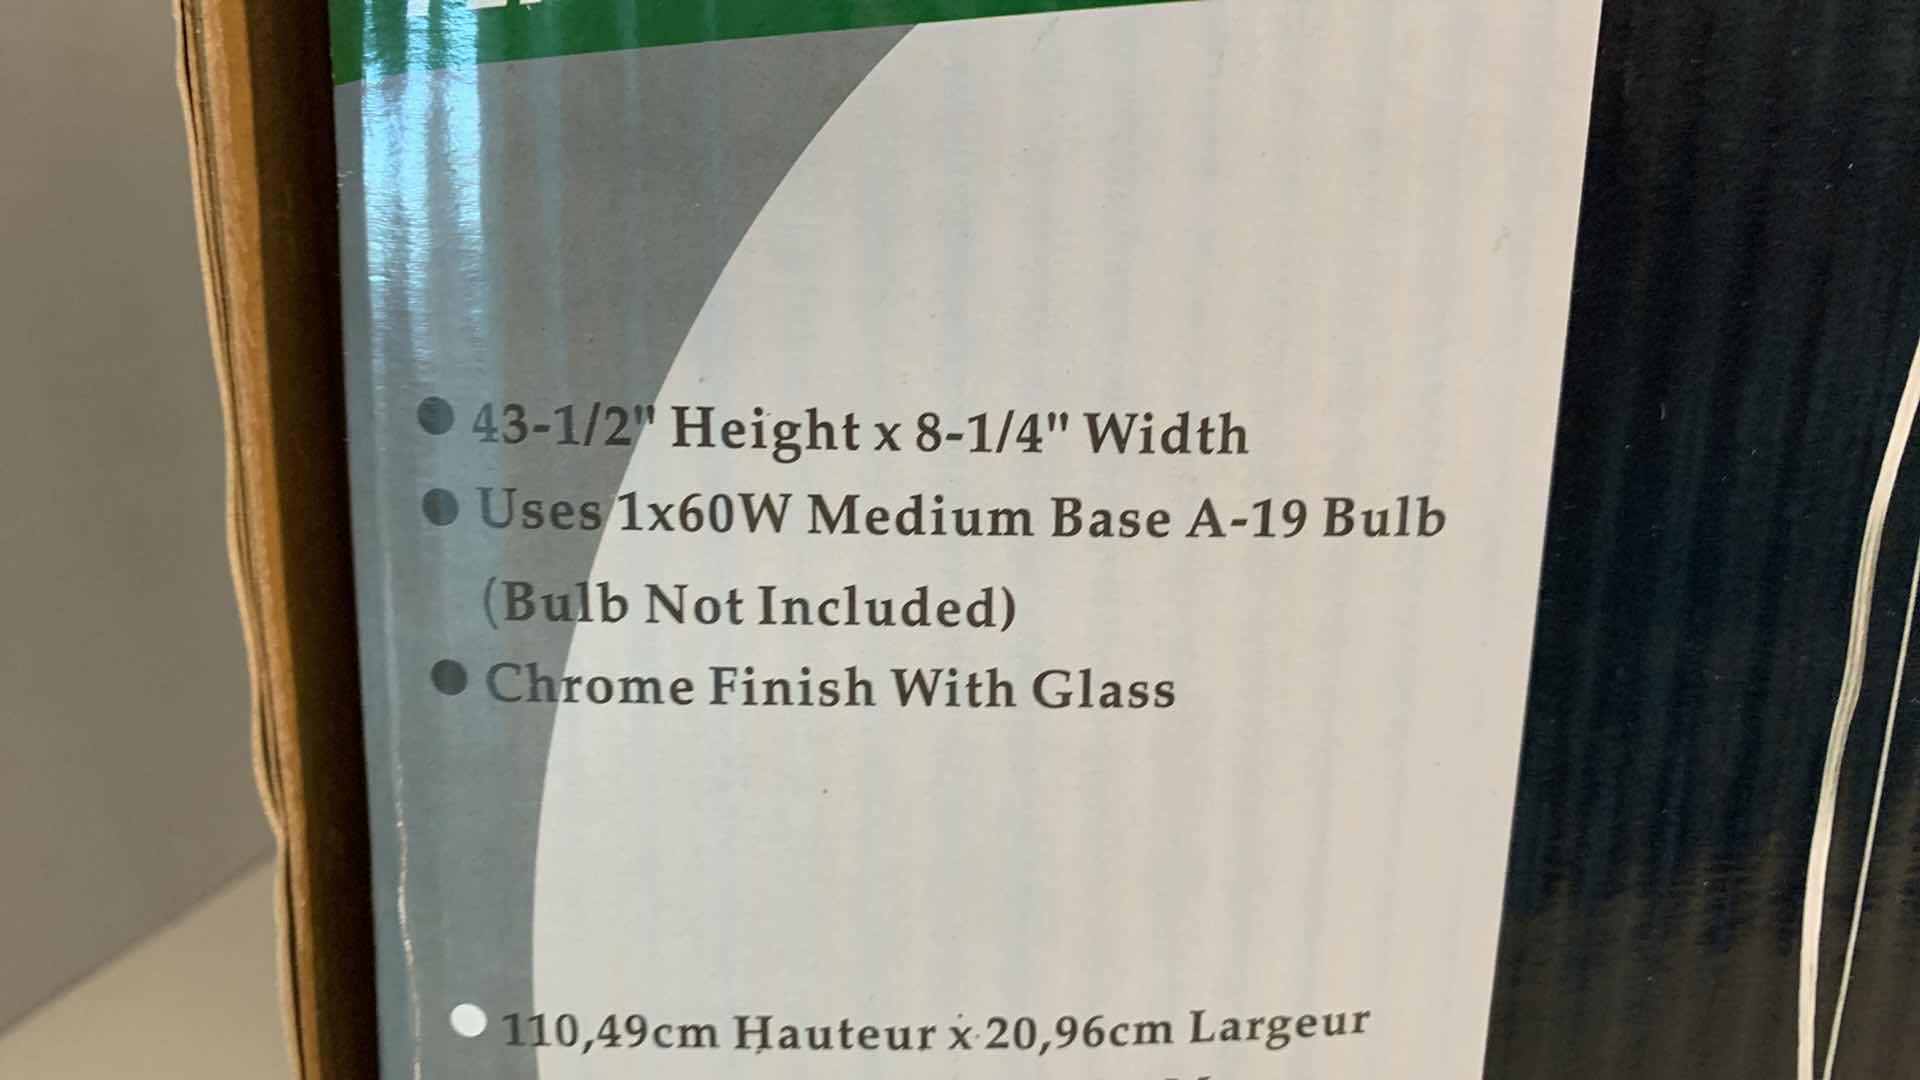 ● 43-1/2" Height x 8-1/4" Width
● Uses 1x60W Medium Base A-19 Bulb
(Bulb Not Included)
● Chrome Finish With Glass
● 110,49cm Hauteur x 20,96cm Largeur